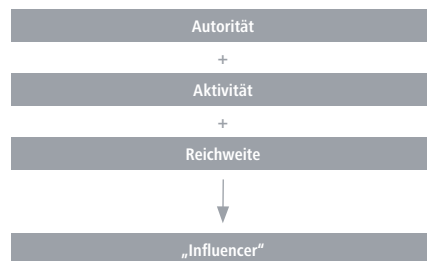 Autorität
+
Aktivität
+
Reichweite
„Influencer“